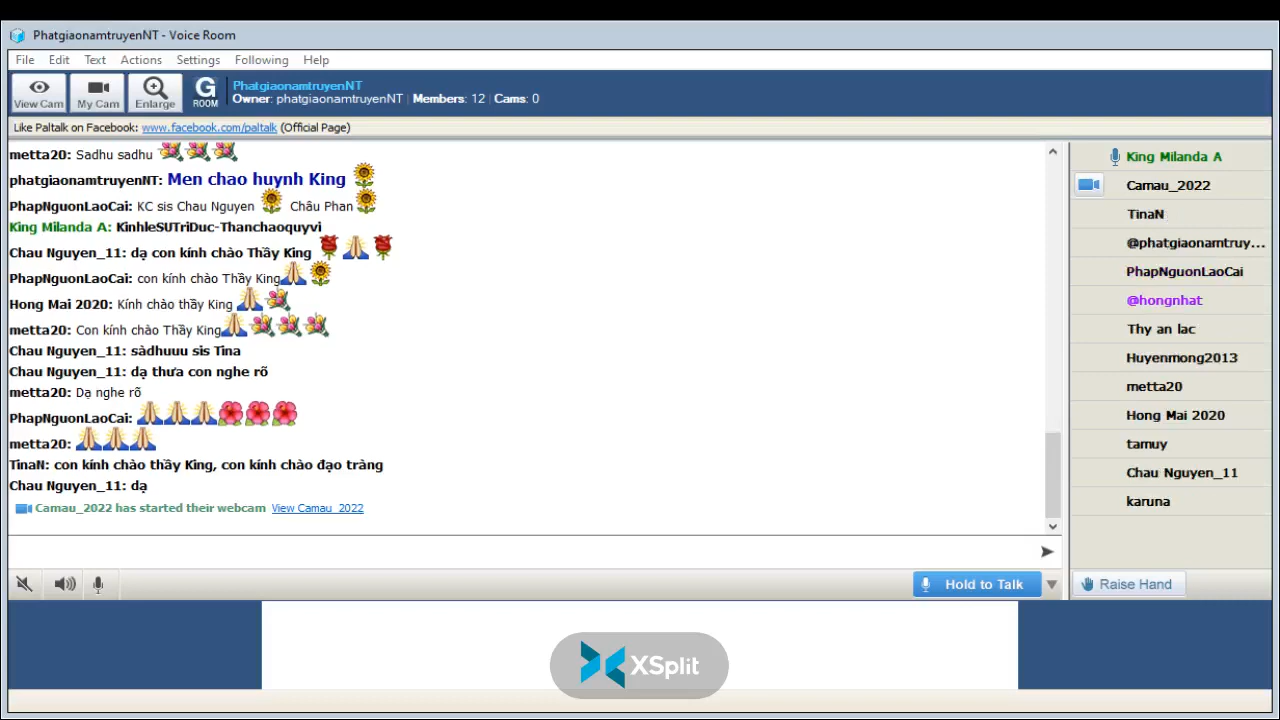 PhatgiaonamtruyenNT - Voice Room
File Edit Text Actions Settings Following Help
View Cam My Cam Enlarge G ROOM
PhatgiaonamtruyenNT
Owner: phatgiaonamtruyenNT | Members: 12 | Cams: 0
Like Paltalk on Facebook: www.facebook.com/paltalk (Official Page)
metta20: Sadhu sadhu
phatgiaonamtruyenNT: Men chao huynh King
PhapNguonLaoCai: KC sis Chau Nguyen Châu Phan
King Milanda A: KinhleSUTriDuc-Thanchaoquyvi
Chau Nguyen_11: dạ con kính chào Thầy King
PhapNguonLaoCai: con kính chào Thầy King
Hong Mai 2020: Kính chào thầy King
metta20: Con kính chào Thầy King
Chau Nguyen_11: sàdhuuu sis Tina
Chau Nguyen_11: dạ thưa con nghe rõ
metta20: Dạ nghe rõ
PhapNguonLaoCai:
metta20:
TinaN: con kính chào thầy King, con kính chào đạo tràng
Chau Nguyen_11: dạ
Camau_2022 has started their webcam View Camau_2022
Hold to Talk
King Milanda A
Camau_2022
TinaN
@phatgiaonamtruy...
PhapNguonLaoCai
@hongnhat
Thy an lac
Huyenmong2013
metta20
Hong Mai 2020
tamuy
Chau Nguyen_11
karuna
Raise Hand
XSplit